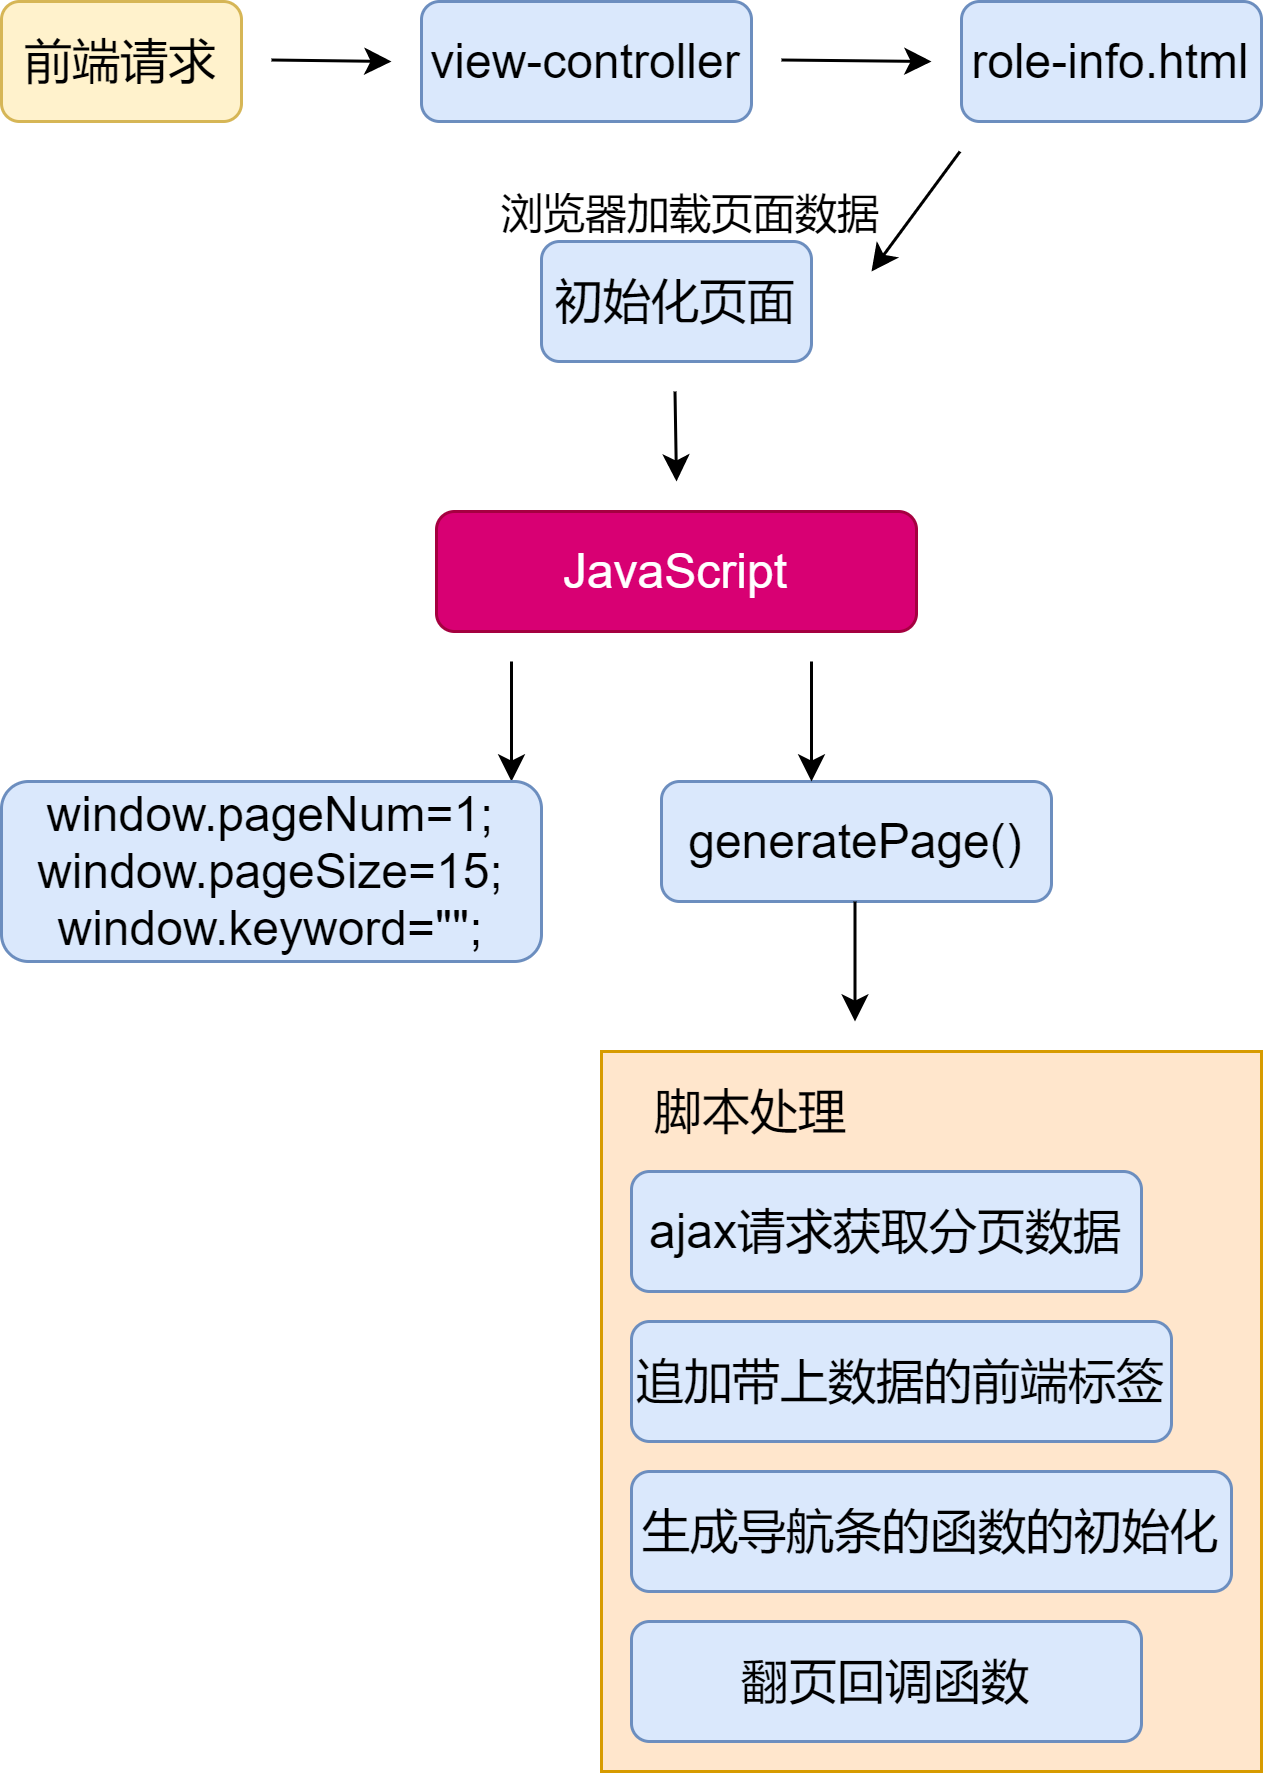 前端请求
view-controller
role-info.html
浏览器加载页面数据
初始化页面
JavaScript
window.pageNum=1;
window.pageSize=15;
window.keyword="";
generatePage()
脚本处理
ajax请求获取分页数据
追加带上数据的前端标签
生成导航条的函数的初始化
翻页回调函数